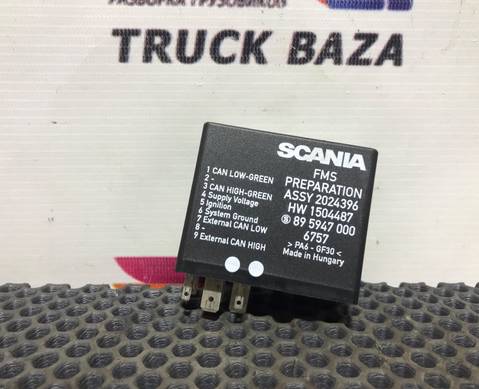 РАЗБОРКА ГРУЗОВИКОВ
TRUCK BAZA
SCANIA
FMS
PREPARATION
ASSY 2024396
HW 1504487
Ⓢ 89 5947 000
6757
> PA6 - GF30 <
Made in Hungary
1 CAN LOW-GREEN
2 -
3 CAN HIGH-GREEN
4 Supply Voltage
5 Ignition
6 System Ground
7 External CAN LOW
8 -
9 External CAN HIGH